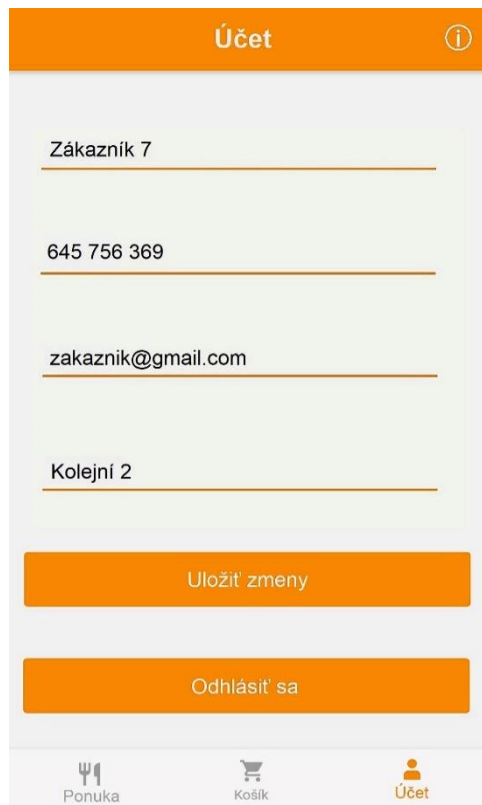 Účet
Zákazník 7
645 756 369
zakaznik@gmail.com
Kolejní 2
Uložiť zmeny
Odhlásiť sa
Ponuka Košík Účet